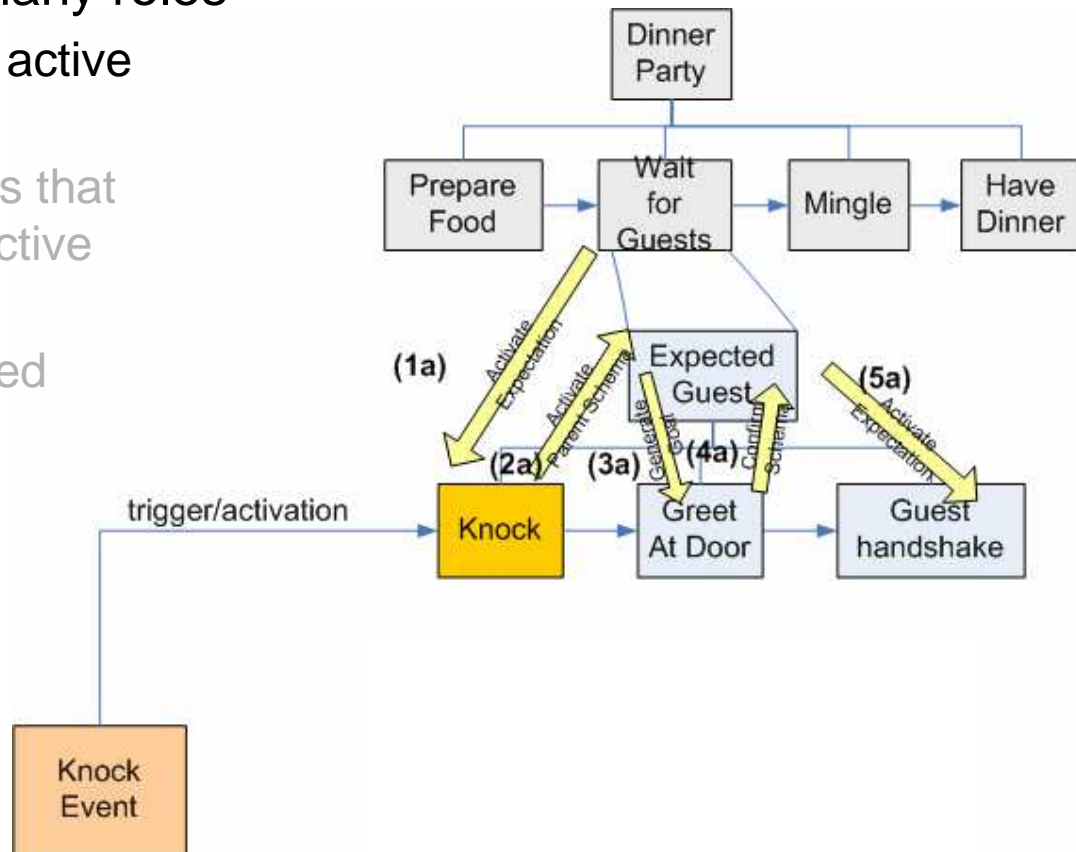 any roles
active
Dinner
Party
s that
ctive
Prepare
Food
Wait
for
Guests
Mingle
Have
Dinner
ed
(1a)
Activate
Expectation
Activate
Parent Schema
Expected
Guest
Generate
Goal
Confirm
Schema
(5a)
Activate
Expectation
(2a)
(3a)
(4a)
trigger/activation
Knock
Greet
At Door
Guest
handshake
Knock
Event